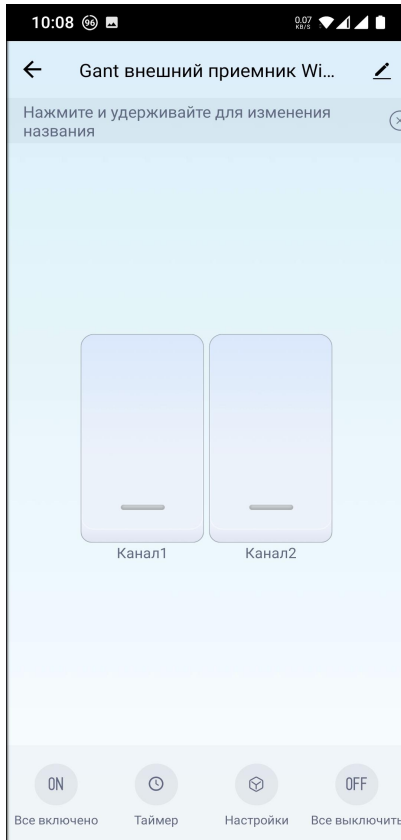 10:08 96 0.07 KB/S
Gant внешний приемник Wi...
Нажмите и удерживайте для изменения
названия
Канал1 Канал2
ON OFF
Все включено Таймер Настройки Все выключить